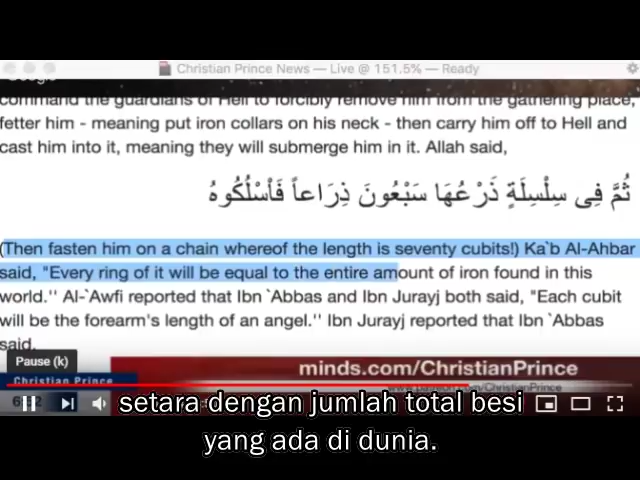 Christian Prince News — Live @ 151.5% — Ready
command the guardians of Hell to forcibly remove him from the gathering place,
fetter him - meaning put iron collars on his neck - then carry him off to Hell and
cast him into it, meaning they will submerge him in it. Allah said,
ثُمَّ فِى سِلْسِلَةٍ ذَرْعُهَا سَبْعُونَ ذِرَاعاً فَاْسْلُكُوهُ
(Then fasten him on a chain whereof the length is seventy cubits!) Ka`b Al-Ahbar
said, "Every ring of it will be equal to the entire amount of iron found in this
world.'' Al-`Awfi reported that Ibn `Abbas and Ibn Jurayj both said, "Each cubit
will be the forearm's length of an angel.'' Ibn Jurayj reported that Ibn `Abbas
said,
Pause (k)
minds.com/ChristianPrince
Christian Prince
setara dengan jumlah total besi
yang ada di dunia.